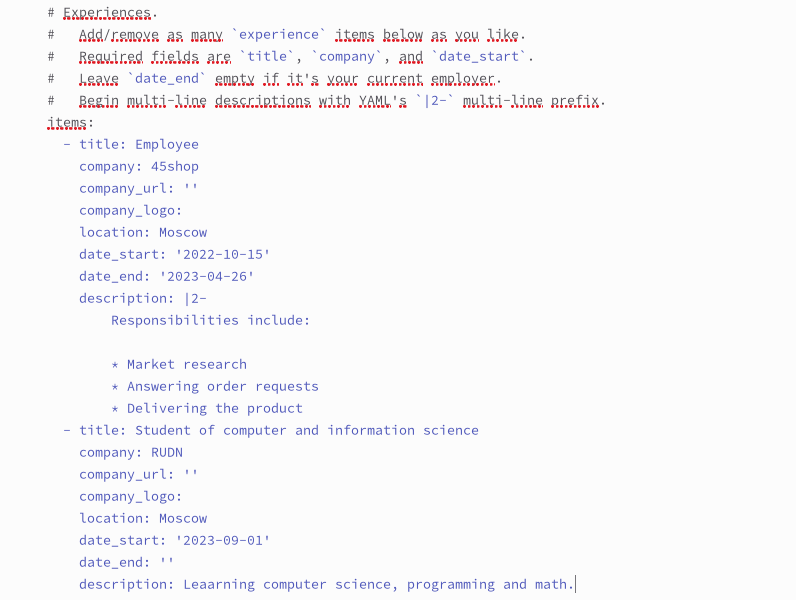 # Experiences.
#   Add/remove as many `experience` items below as you like.
#   Required fields are `title`, `company`, and `date_start`.
#   Leave `date_end` empty if it's your current employer.
#   Begin multi-line descriptions with YAML's `|2-` multi-line prefix.
items:
  - title: Employee
    company: 45shop
    company_url: ''
    company_logo:
    location: Moscow
    date_start: '2022-10-15'
    date_end: '2023-04-26'
    description: |2-
        Responsibilities include:

        * Market research
        * Answering order requests
        * Delivering the product
  - title: Student of computer and information science
    company: RUDN
    company_url: ''
    company_logo:
    location: Moscow
    date_start: '2023-09-01'
    date_end: ''
    description: Leaarning computer science, programming and math.